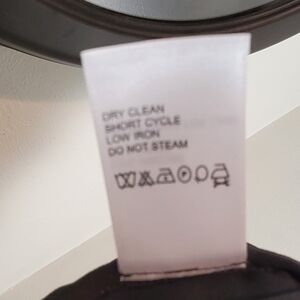 DRY CLEAN
SHORT CYCLE
LOW IRON
DO NOT STEAM